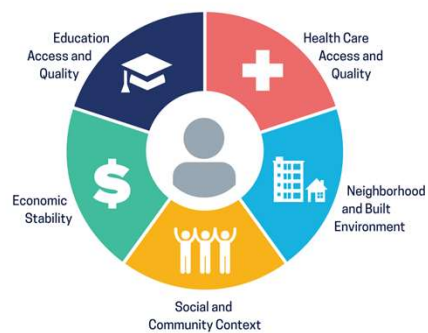 Education
Access and
Quality
Health Care
Access and
Quality
Economic
Stability
Neighborhood
and Built
Environment
Social and
Community Context